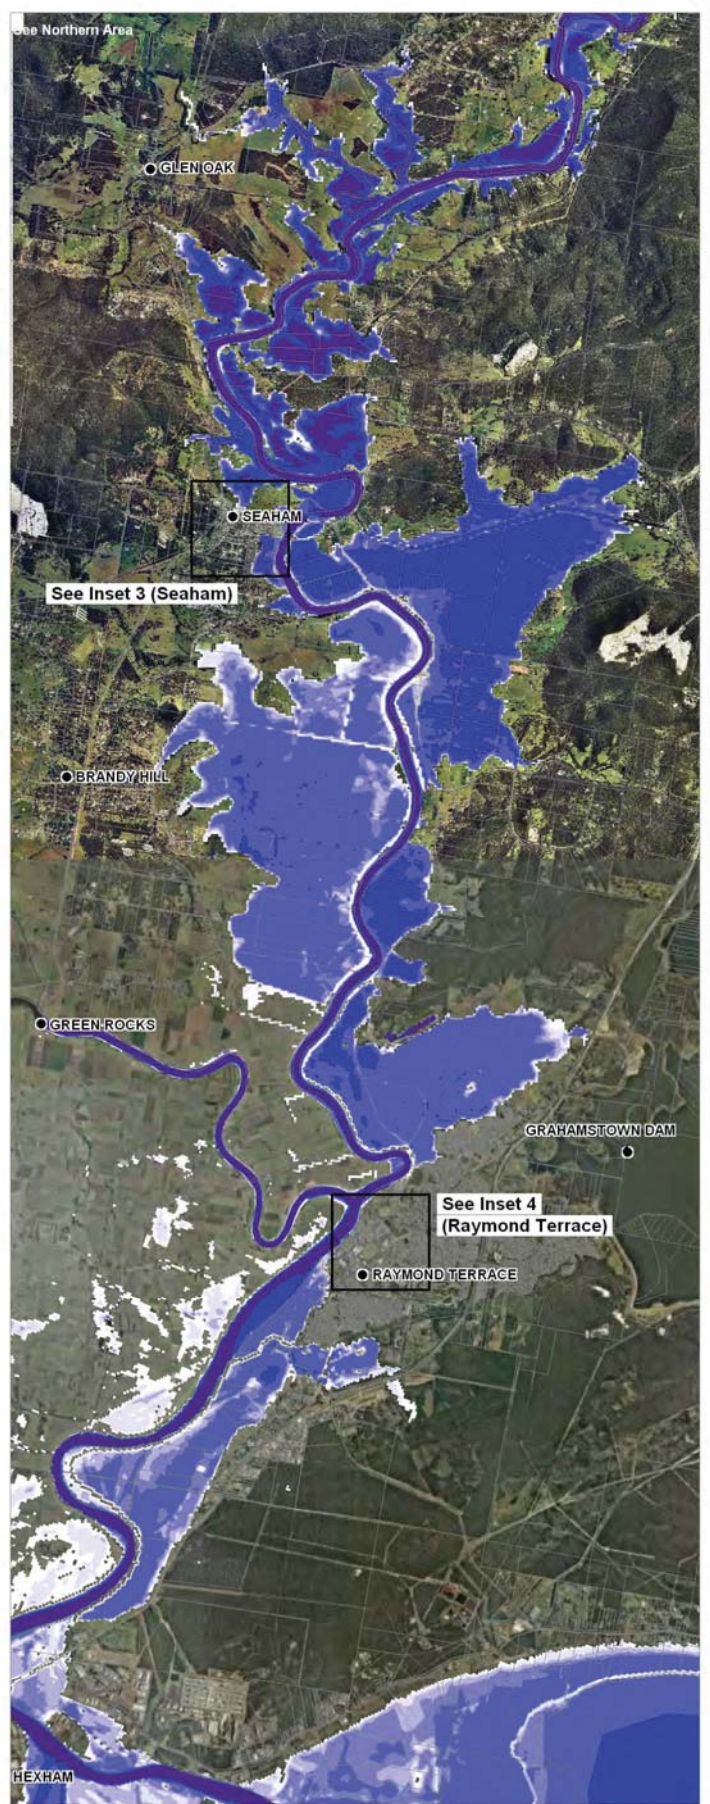 See Northern Area
GLEN OAK
SEAHAM
See Inset 3 (Seaham)
BRANDY HILL
GREEN ROCKS
GRAHAMSTOWN DAM
See Inset 4
(Raymond Terrace)
RAYMOND TERRACE
HEXHAM